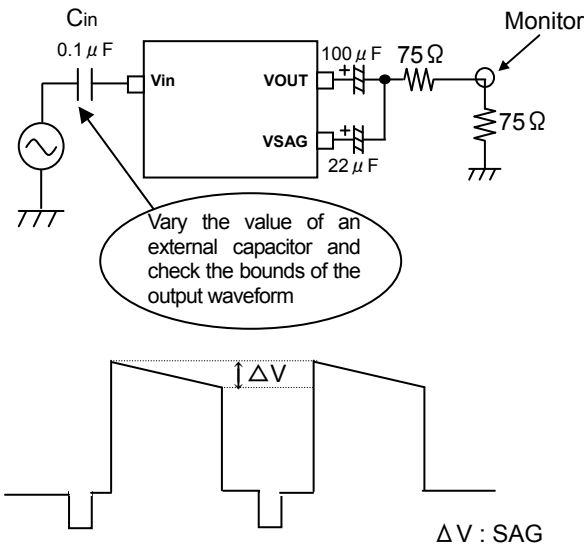 Cin
0.1μF
Vin
VOUT
VSAG
100μF
+
22μF
+
75Ω
Monitor
75Ω
Vary the value of an
external capacitor and
check the bounds of the
output waveform
ΔV
ΔV : SAG